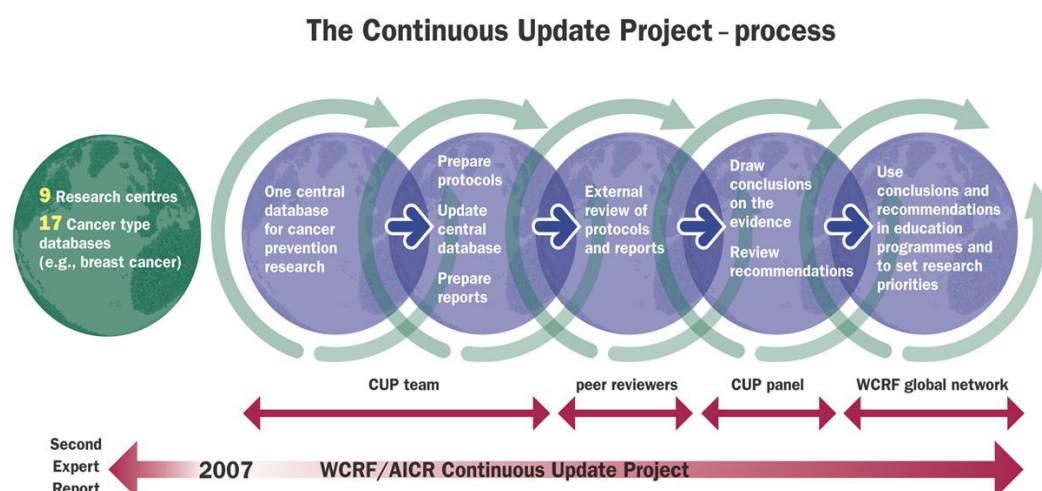 The Continuous Update Project – process
9 Research centres
17 Cancer type
databases
(e.g., breast cancer)
One central
database
for cancer
prevention
research
Prepare
protocols
Update
central
database
Prepare
reports
External
review of
protocols
and reports
Draw
conclusions
on the
evidence
Review
recommendations
Use
conclusions and
recommendations
in education
programmes and
to set research
priorities
CUP team
peer reviewers
CUP panel
WCRF global network
Second
Expert
Report
2007
WCRF/AICR Continuous Update Project